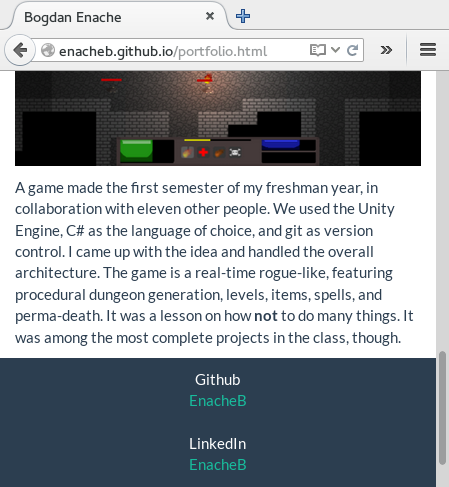 Bogdan Enache
enacheb.github.io/portfolio.html
A game made the first semester of my freshman year, in
collaboration with eleven other people. We used the Unity
Engine, C# as the language of choice, and git as version
control. I came up with the idea and handled the overall
architecture. The game is a real-time rogue-like, featuring
procedural dungeon generation, levels, items, spells, and
perma-death. It was a lesson on how not to do many things. It
was among the most complete projects in the class, though.
Github
EnacheB
LinkedIn
EnacheB